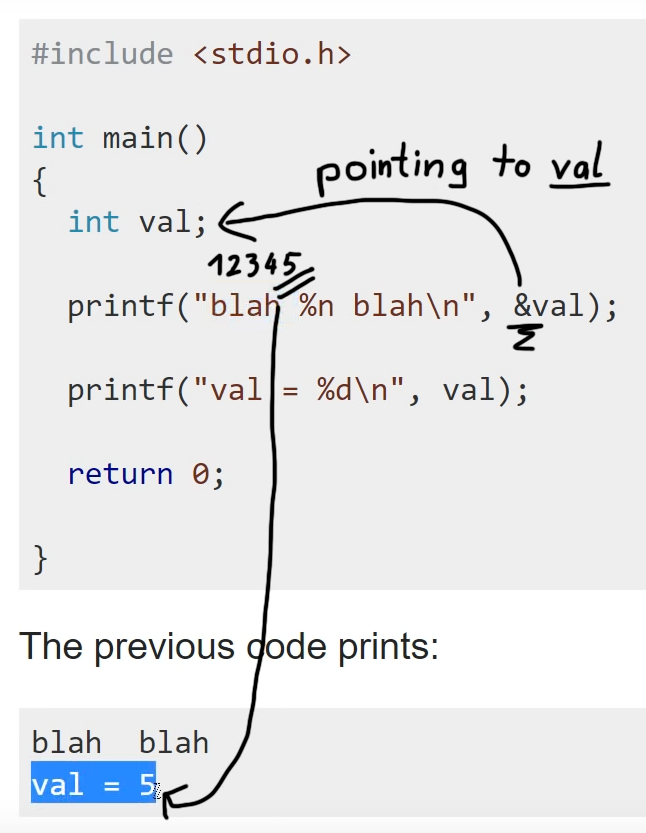 #include <stdio.h>
int main()
{
pointing to val
int val;
12345
printf("blah %n blah\n", &val);
printf("val = %d\n", val);
return 0;
}
The previous code prints:
blah  blah
val = 5